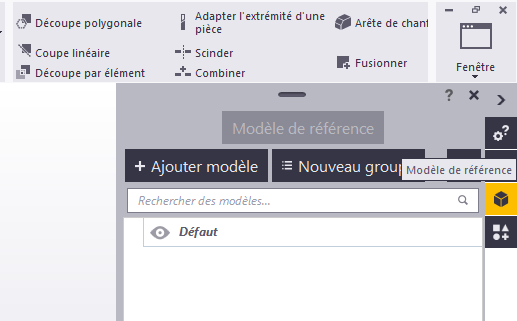 Découpe polygonale
Adapter l'extrémité d'une pièce
Arête de chanf
Coupe linéaire
Scinder
Découpe par élément
Combiner
Fusionner
Fenêtre
?
Modèle de référence
+ Ajouter modèle
Nouveau group
Modèle de référence
Rechercher des modèles...
Défaut